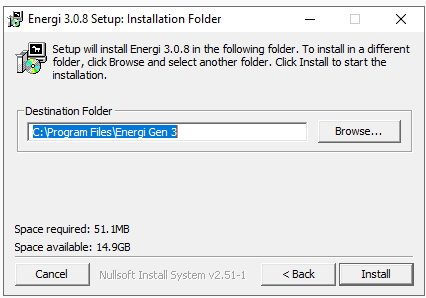 Energi 3.0.8 Setup: Installation Folder
Setup will install Energi 3.0.8 in the following folder. To install in a different
folder, click Browse and select another folder. Click Install to start the
installation.
Destination Folder
C:\Program Files\Energi Gen 3
Browse...
Space required: 51.1MB
Space available: 14.9GB
Cancel
Nullsoft Install System v2.51-1
< Back
Install